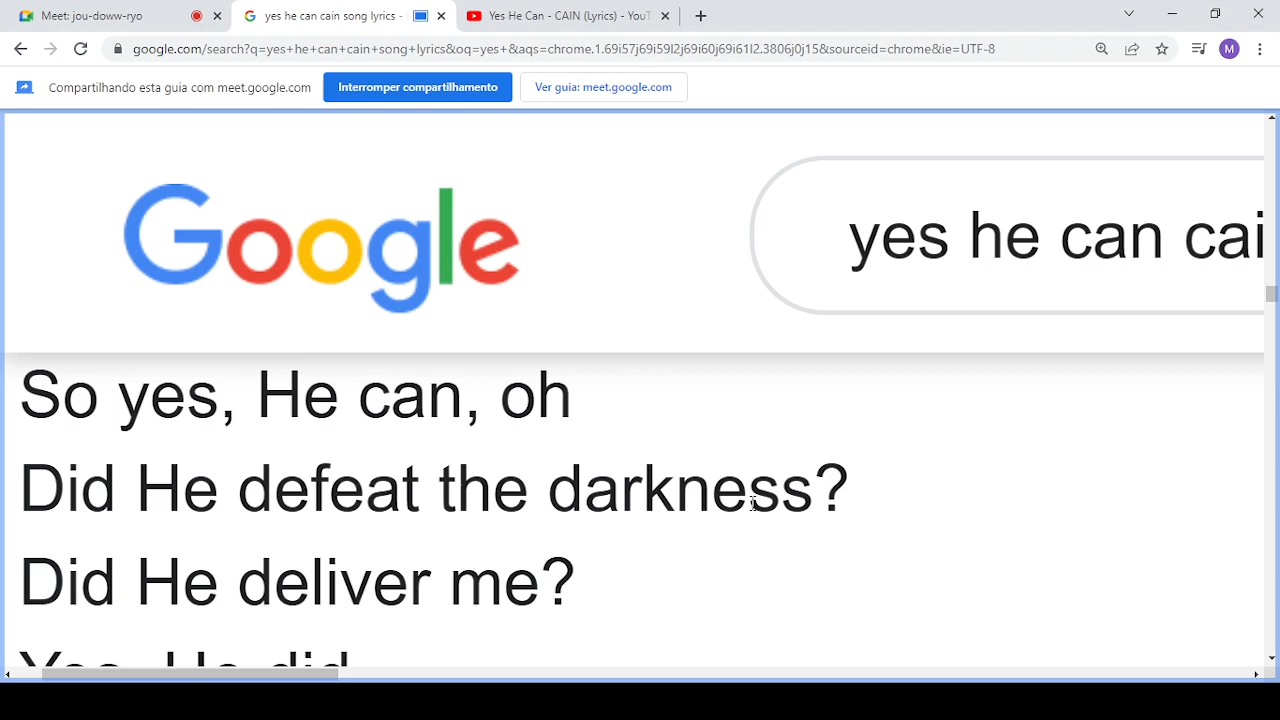 Meet: jou-doww-ryo
yes he can cain song lyrics -
Yes He Can - CAIN (Lyrics) - YouT
google.com/search?q=yes+he+can+cain+song+lyrics&oq=yes+&aqs=chrome.1.69i57j69i59l2j69i60j69i61l2.3806j0j15&sourceid=chrome&ie=UTF-8
M
Compartilhando esta guia com meet.google.com
Interromper compartilhamento
Ver guia: meet.google.com
Google
yes he can cai
So yes, He can, oh
Did He defeat the darkness?
Did He deliver me?
Yes, He did